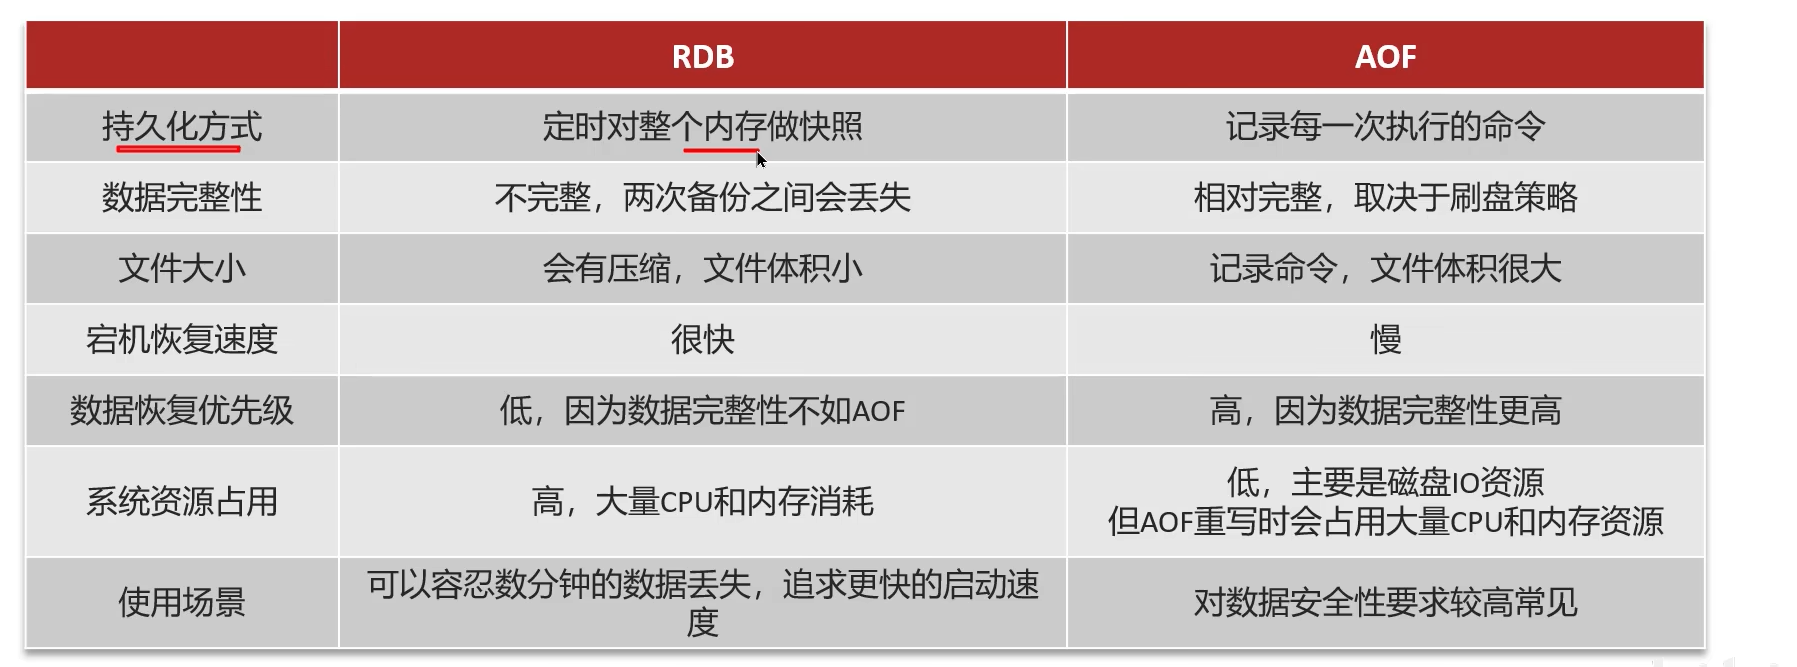 RDB AOF
持久化方式 定时对整个内存做快照 记录每一次执行的命令
数据完整性 不完整，两次备份之间会丢失 相对完整，取决于刷盘策略
文件大小 会有压缩，文件体积小 记录命令，文件体积很大
宕机恢复速度 很快 慢
数据恢复优先级 低，因为数据完整性不如AOF 高，因为数据完整性更高
系统资源占用 高，大量CPU和内存消耗 低，主要是磁盘IO资源
但AOF重写时会占用大量CPU和内存资源
使用场景 可以容忍数分钟的数据丢失，追求更快的启动速
度 对数据安全性要求较高常见